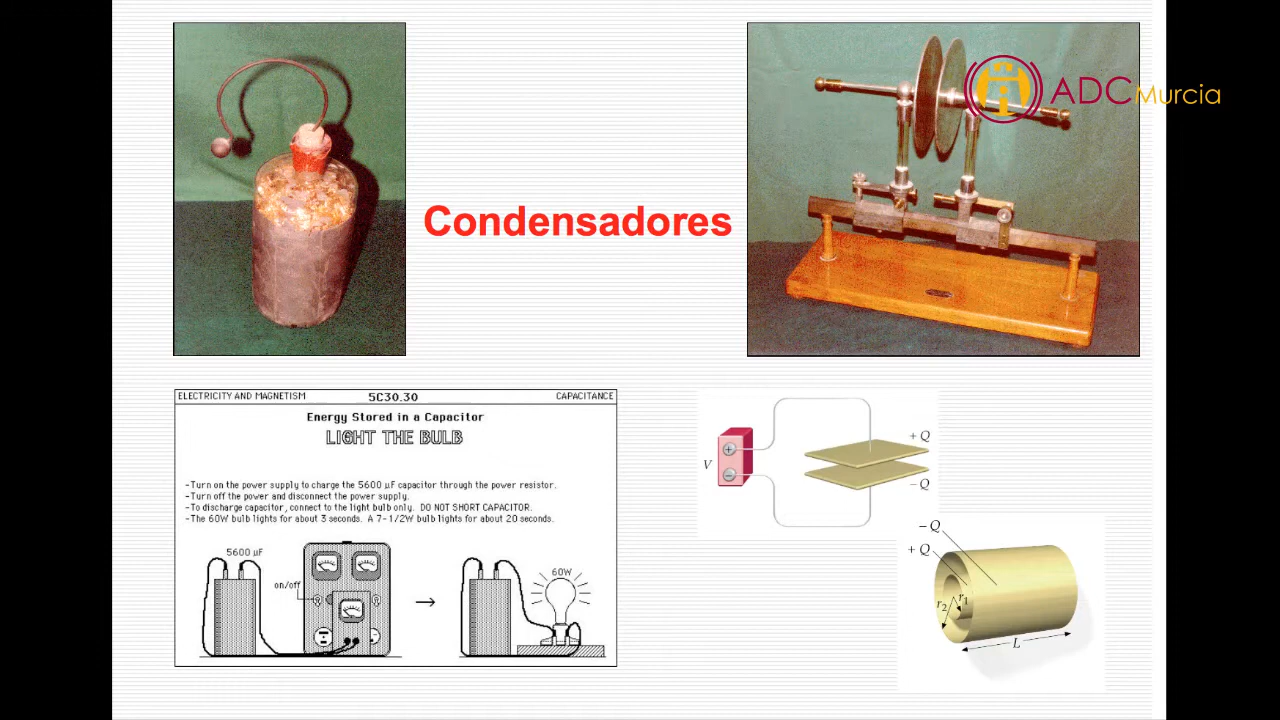 ADCMurcia
Condensadores
ELECTRICITY AND MAGNETISM 5C30.30 CAPACITANCE
Energy Stored in a Capacitor
LIGHT THE BULB
-Turn on the power supply to charge the 5600 μF capacitor through the power resistor.
-Turn off the power and disconnect the power supply.
-To discharge capacitor, connect to the light bulb only. DO NOT SHORT CAPACITOR.
-The 60W bulb lights for about 3 seconds. A 7-1/2W bulb lights for about 20 seconds.
5600 μF
on/off
60W
V
+
−
+ Q
− Q
− Q
+ Q
r2
r1
L